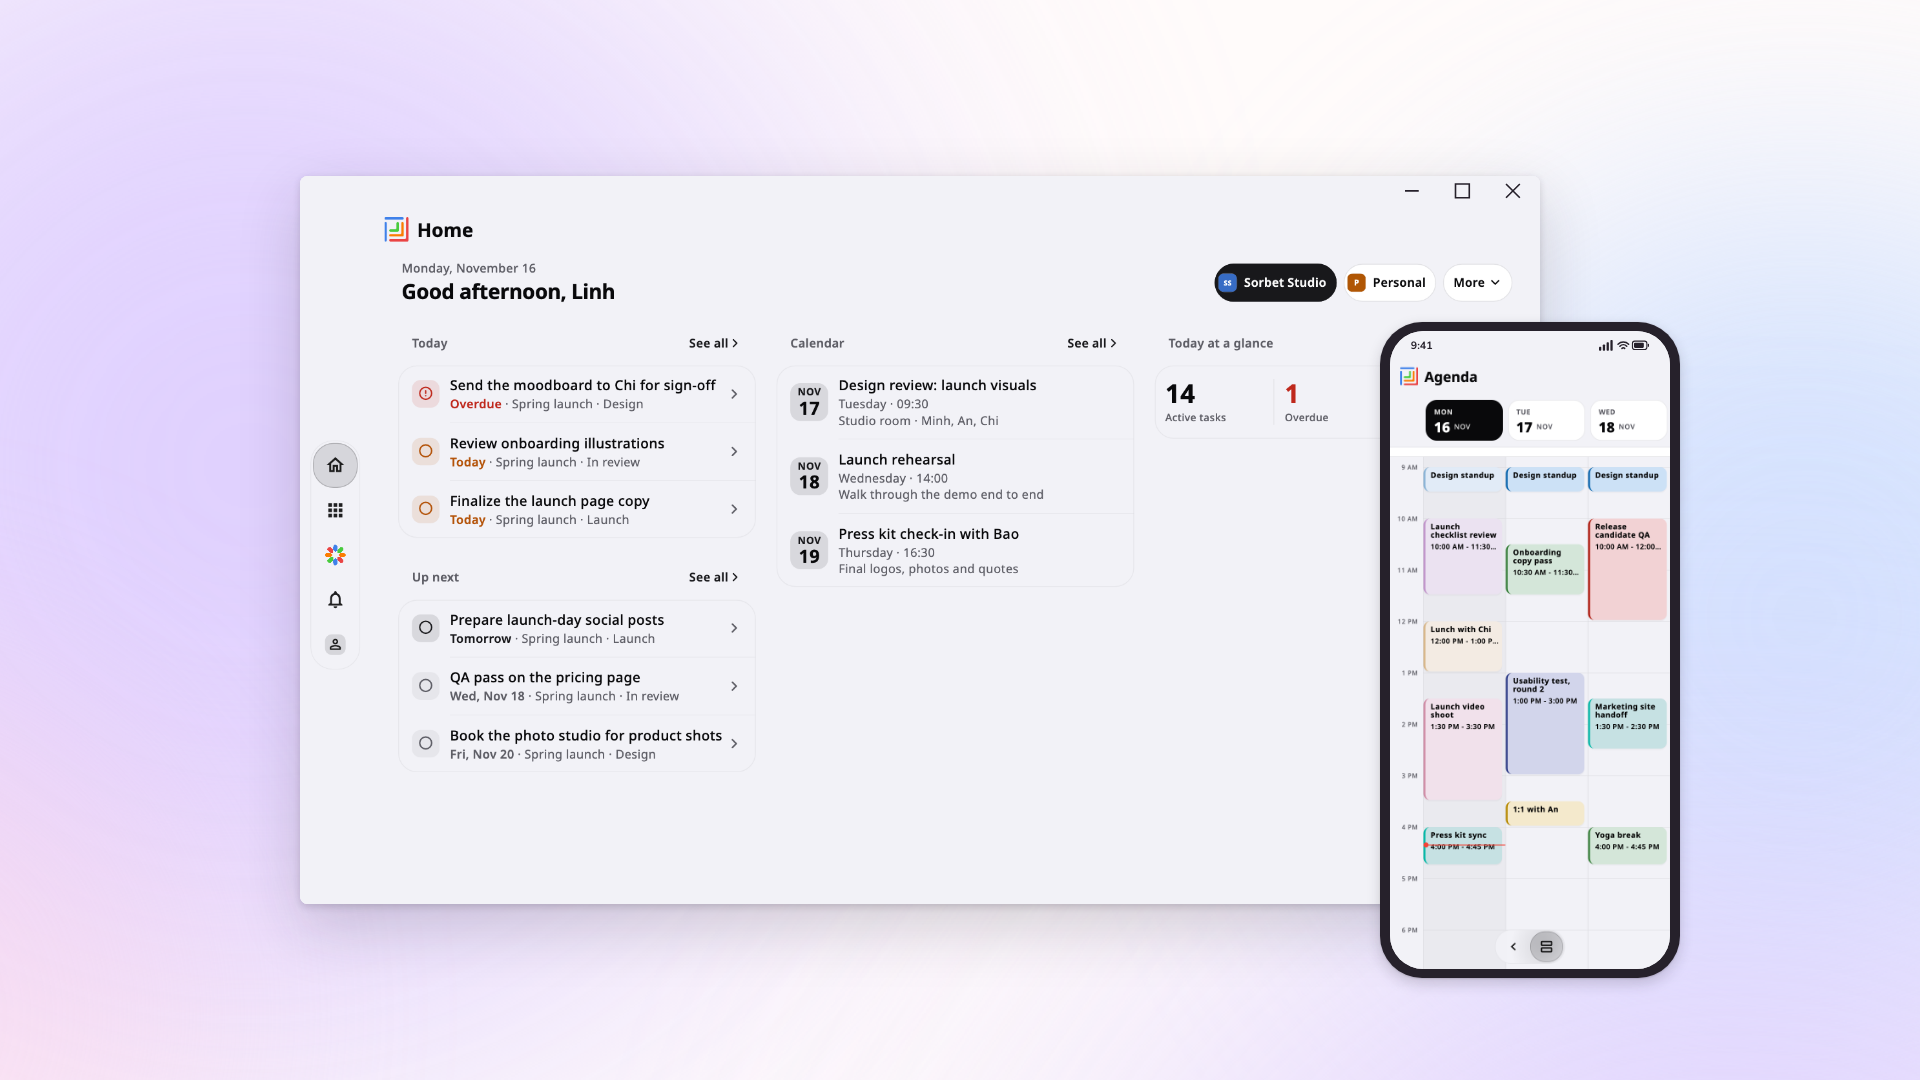 Home
Monday, November 16
Good afternoon, Linh
SS Sorbet Studio
P Personal
More
Today
See all
Send the moodboard to Chi for sign-off
Overdue · Spring launch · Design
Review onboarding illustrations
Today · Spring launch · In review
Finalize the launch page copy
Today · Spring launch · Launch
Up next
See all
Prepare launch-day social posts
Tomorrow · Spring launch · Launch
QA pass on the pricing page
Wed, Nov 18 · Spring launch · In review
Book the photo studio for product shots
Fri, Nov 20 · Spring launch · Design
Calendar
See all
NOV
17
Design review: launch visuals
Tuesday · 09:30
Studio room · Minh, An, Chi
NOV
18
Launch rehearsal
Wednesday · 14:00
Walk through the demo end to end
NOV
19
Press kit check-in with Bao
Thursday · 16:30
Final logos, photos and quotes
Today at a glance
14
Active tasks
1
Overdue
9:41
Agenda
MON
16 NOV
TUE
17 NOV
WED
18 NOV
9 AM
10 AM
11 AM
12 PM
1 PM
2 PM
3 PM
4 PM
5 PM
6 PM
Design standup
Launch
checklist review
10:00 AM - 11:30...
Lunch with Chi
12:00 PM - 1:00 P...
Launch video
shoot
1:30 PM - 3:30 PM
Press kit sync
4:00 PM - 4:45 PM
Design standup
Onboarding
copy pass
10:30 AM - 11:30...
Usability test,
round 2
1:00 PM - 3:00 PM
1:1 with An
Design standup
Release
candidate QA
10:00 AM - 12:00...
Marketing site
handoff
1:30 PM - 2:30 PM
Yoga break
4:00 PM - 4:45 PM